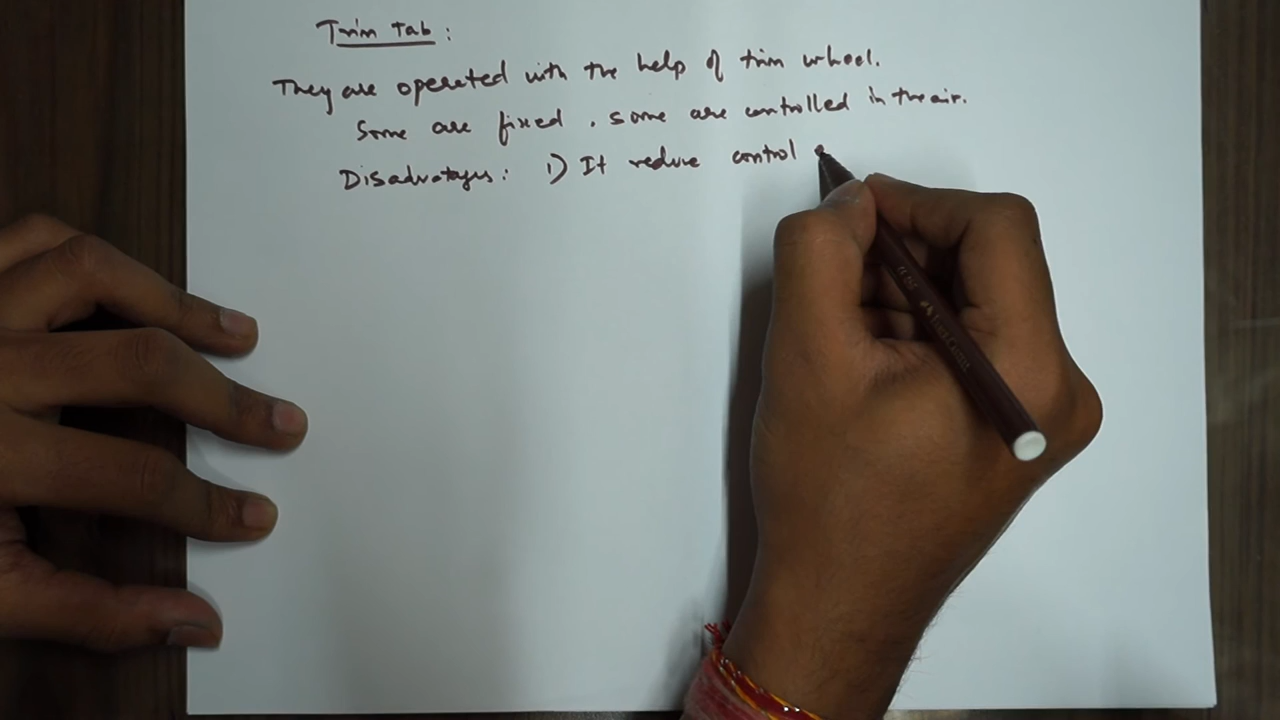 Trim Tab:
They are operated with the help of trim wheel.
Some are fixed, some are controlled in the air.
Disadvatages: 1) It reduce control